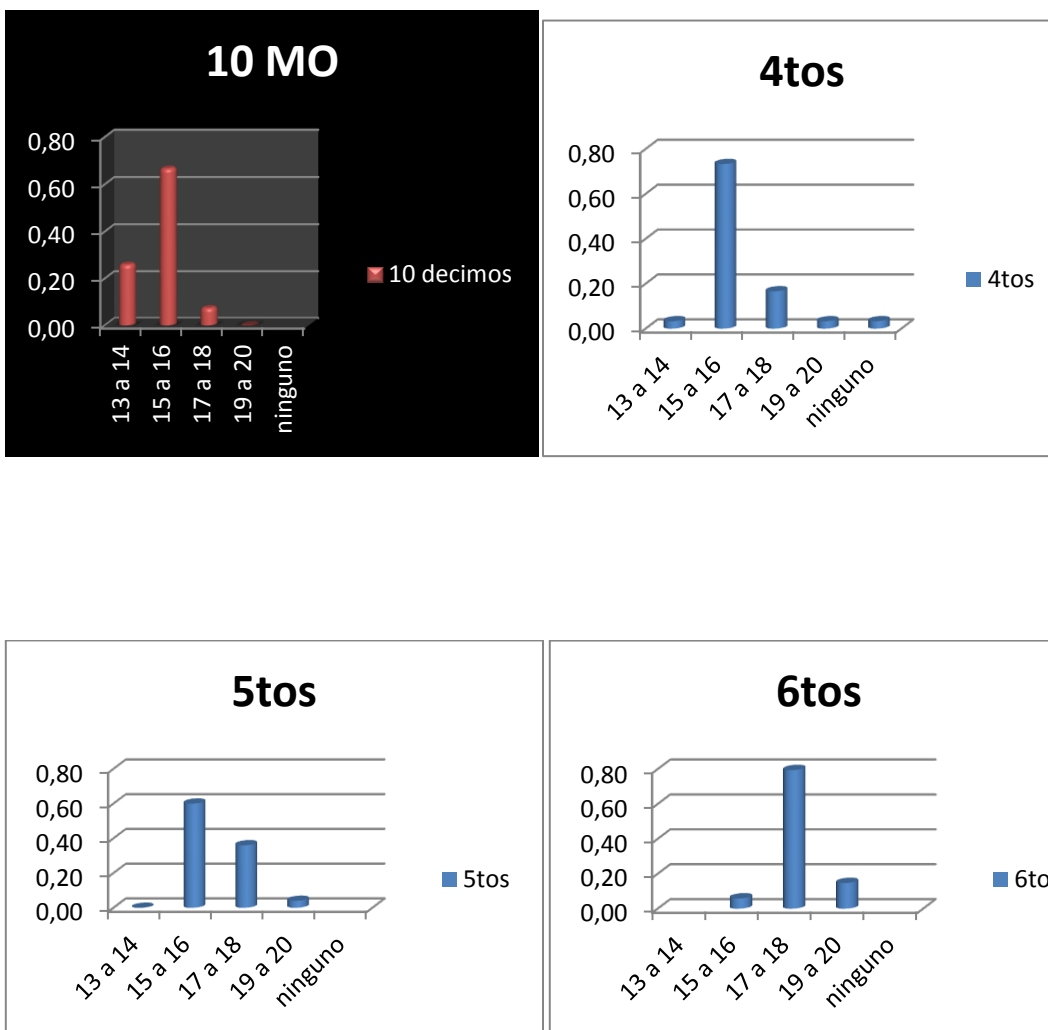 10 MO
0,80
0,60
0,40
0,20
0,00
13 a 14
15 a 16
17 a 18
19 a 20
ninguno
10 decimos
4tos
0,80
0,60
0,40
0,20
0,00
13 a 14
15 a 16
17 a 18
19 a 20
ninguno
4tos
5tos
0,80
0,60
0,40
0,20
0,00
13 a 14
15 a 16
17 a 18
19 a 20
ninguno
5tos
6tos
0,80
0,60
0,40
0,20
0,00
13 a 14
15 a 16
17 a 18
19 a 20
ninguno
6to